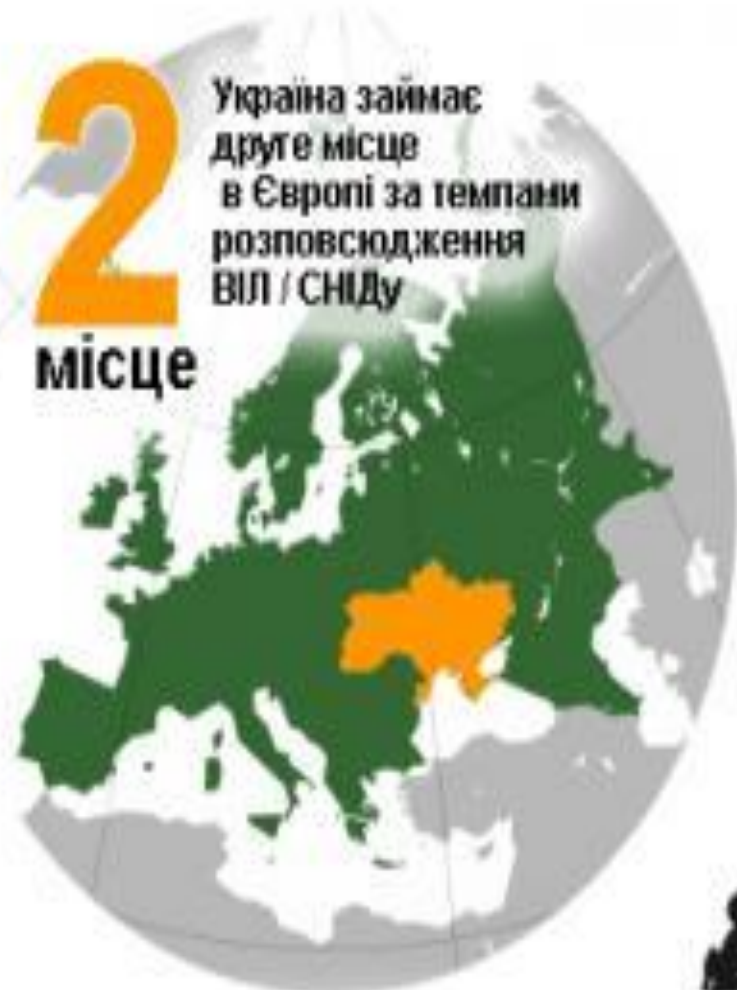 2
місце
Україна займає
друге місце
в Європі за темпами
розповсюдження
ВІЛ / СНІДу